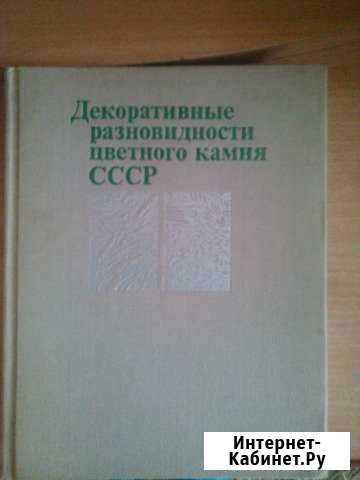 Декоративные
разновидности
цветного камня
СССР
Интернет-
Кабинет.Ру